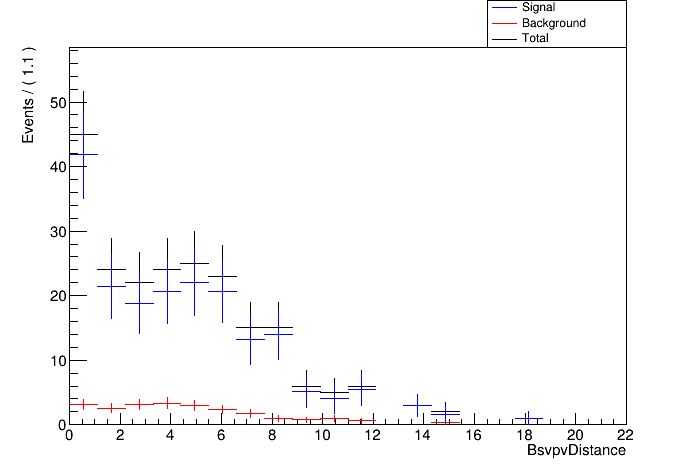 Signal
Background
Total
Events / ( 1.1 )
50
40
30
20
10
0
0 2 4 6 8 10 12 14 16 18 20 22
BsvpvDistance